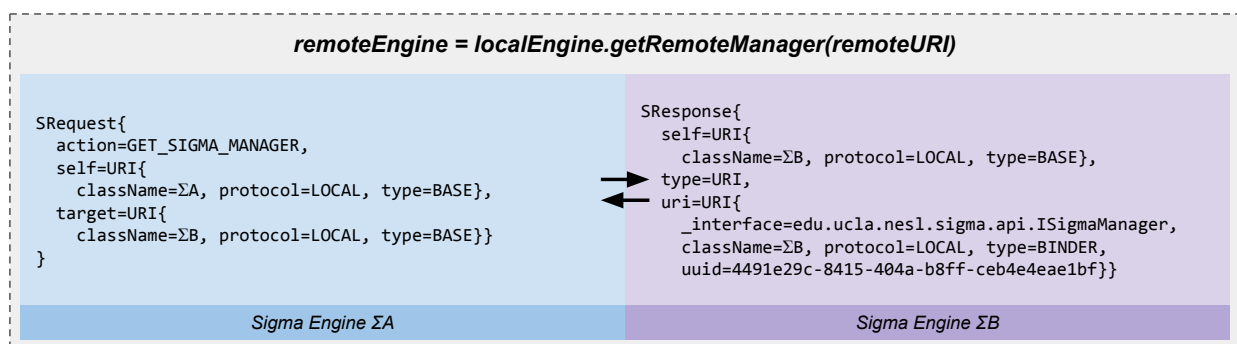 remoteEngine = localEngine.getRemoteManager(remoteURI)
SRequest{
  action=GET_SIGMA_MANAGER,
  self=URI{
    className=ΣA, protocol=LOCAL, type=BASE},
  target=URI{
    className=ΣB, protocol=LOCAL, type=BASE}}
}
Sigma Engine ΣA
SResponse{
  self=URI{
    className=ΣB, protocol=LOCAL, type=BASE},
  type=URI,
  uri=URI{
    _interface=edu.ucla.nesl.sigma.api.ISigmaManager,
    className=ΣB, protocol=LOCAL, type=BINDER,
    uuid=4491e29c-8415-404a-b8ff-ceb4e4eae1bf}}
Sigma Engine ΣB